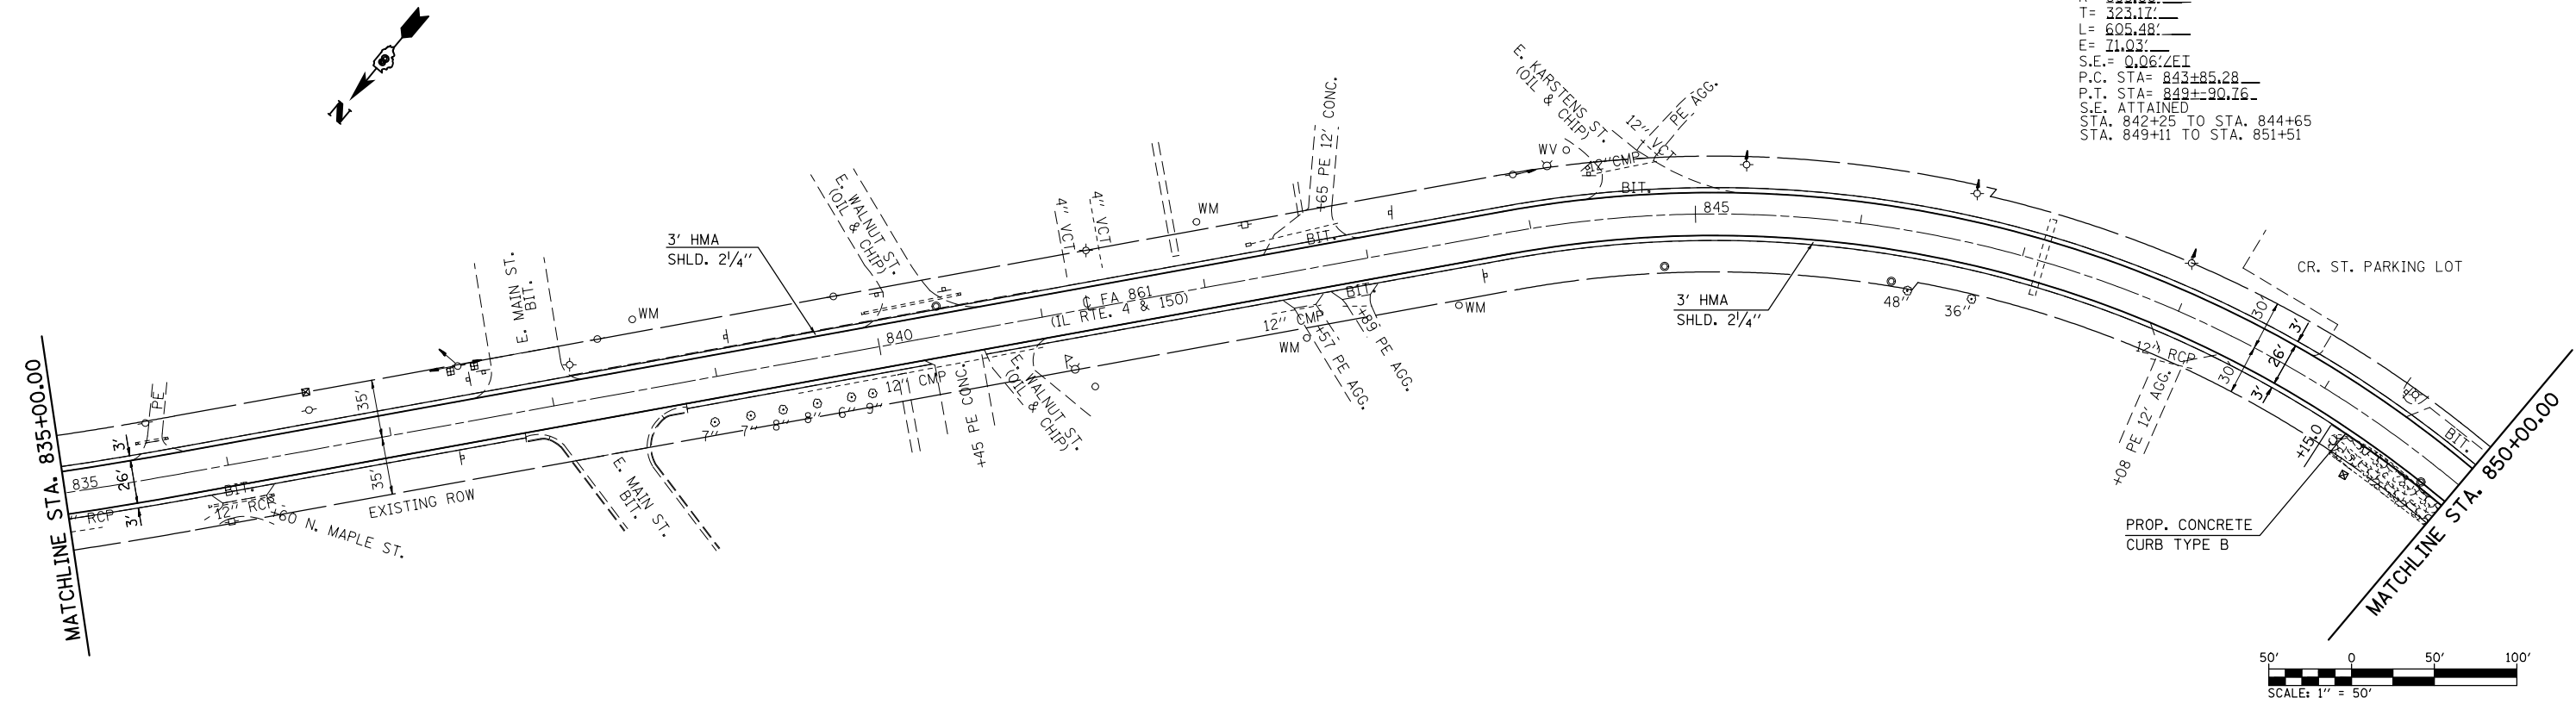 T= 323.17'
L= 605.48'
E= 71.03'
S.E.= 0.06'/FT
P.C. STA= 843+85.28
P.T. STA= 849+90.76
S.E. ATTAINED
STA. 842+25 TO STA. 844+65
STA. 849+11 TO STA. 851+51
N
MATCHLINE STA. 835+00.00
PE
3'
26'
3'
835
RCP
BIT.
12" RCP
+60 N. MAPLE ST.
35'
35'
EXISTING ROW
E. MAIN ST.
BIT.
WM
3' HMA
SHLD. 2 1/4"
E. MAIN ST.
BIT.
7"
7"
8"
8"
6"
9"
E. WALNUT ST.
(OIL & CHIP)
840
12" CMP
+45 PE CONC.
E. WALNUT ST.
(OIL & CHIP)
4" VCT
4" VCT
℄ FA 861
(IL RTE. 4 & 150)
WM
+65 PE 12' CONC.
BIT.
BIT.
12" CMP
WM
+57 PE AGG.
+89 PE AGG.
WM
WV
E. KARSTENS ST.
(OIL & CHIP)
12" VCT
PE AGG.
12" CMP
BIT.
845
3' HMA
SHLD. 2 1/4"
48"
36"
CR. ST. PARKING LOT
30'
3'
26'
30'
3'
12" RCP
+08 PE 12' AGG.
+15.0
BIT.
PROP. CONCRETE
CURB TYPE B
MATCHLINE STA. 850+00.00
50' 0 50' 100'
SCALE: 1" = 50'